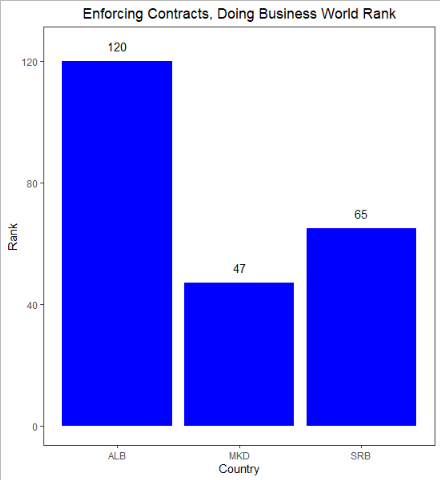 Enforcing Contracts, Doing Business World Rank
120
47
65
120
80
40
0
Rank
ALB MKD SRB
Country